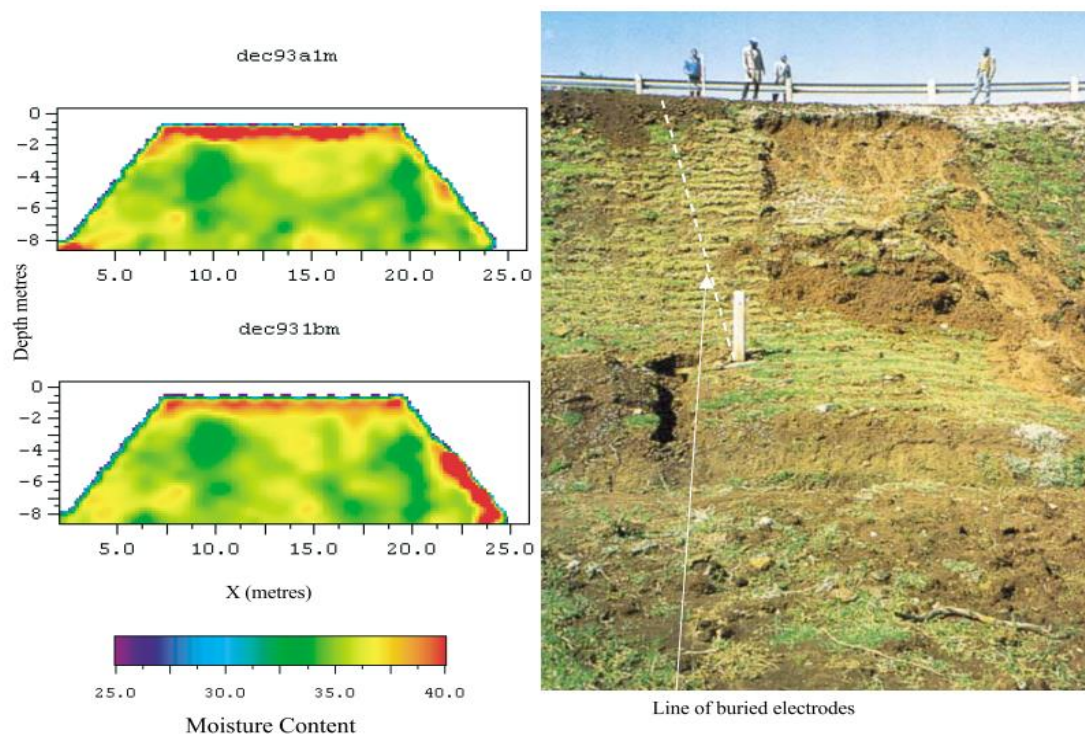 dec93a1m
0
-2
-4
-6
-8
5.0 10.0 15.0 20.0 25.0
Depth metres
dec931bm
0
-2
-4
-6
-8
5.0 10.0 15.0 20.0 25.0
X (metres)
25.0 30.0 35.0 40.0
Moisture Content
Line of buried electrodes